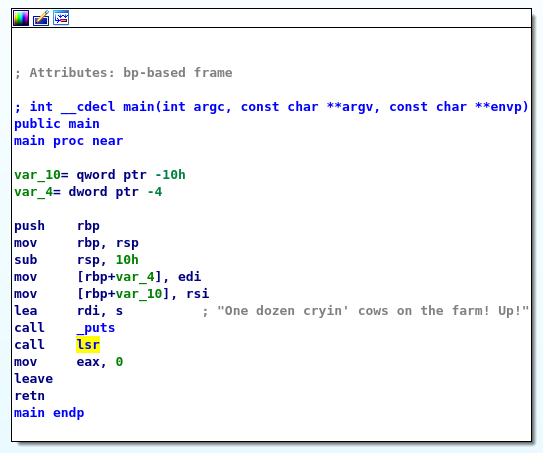 ; Attributes: bp-based frame
; int __cdecl main(int argc, const char **argv, const char **envp)
public main
main proc near
var_10= qword ptr -10h
var_4= dword ptr -4
push    rbp
mov     rbp, rsp
sub     rsp, 10h
mov     [rbp+var_4], edi
mov     [rbp+var_10], rsi
lea     rdi, s          ; "One dozen cryin' cows on the farm! Up!"
call    _puts
call    lsr
mov     eax, 0
leave
retn
main endp